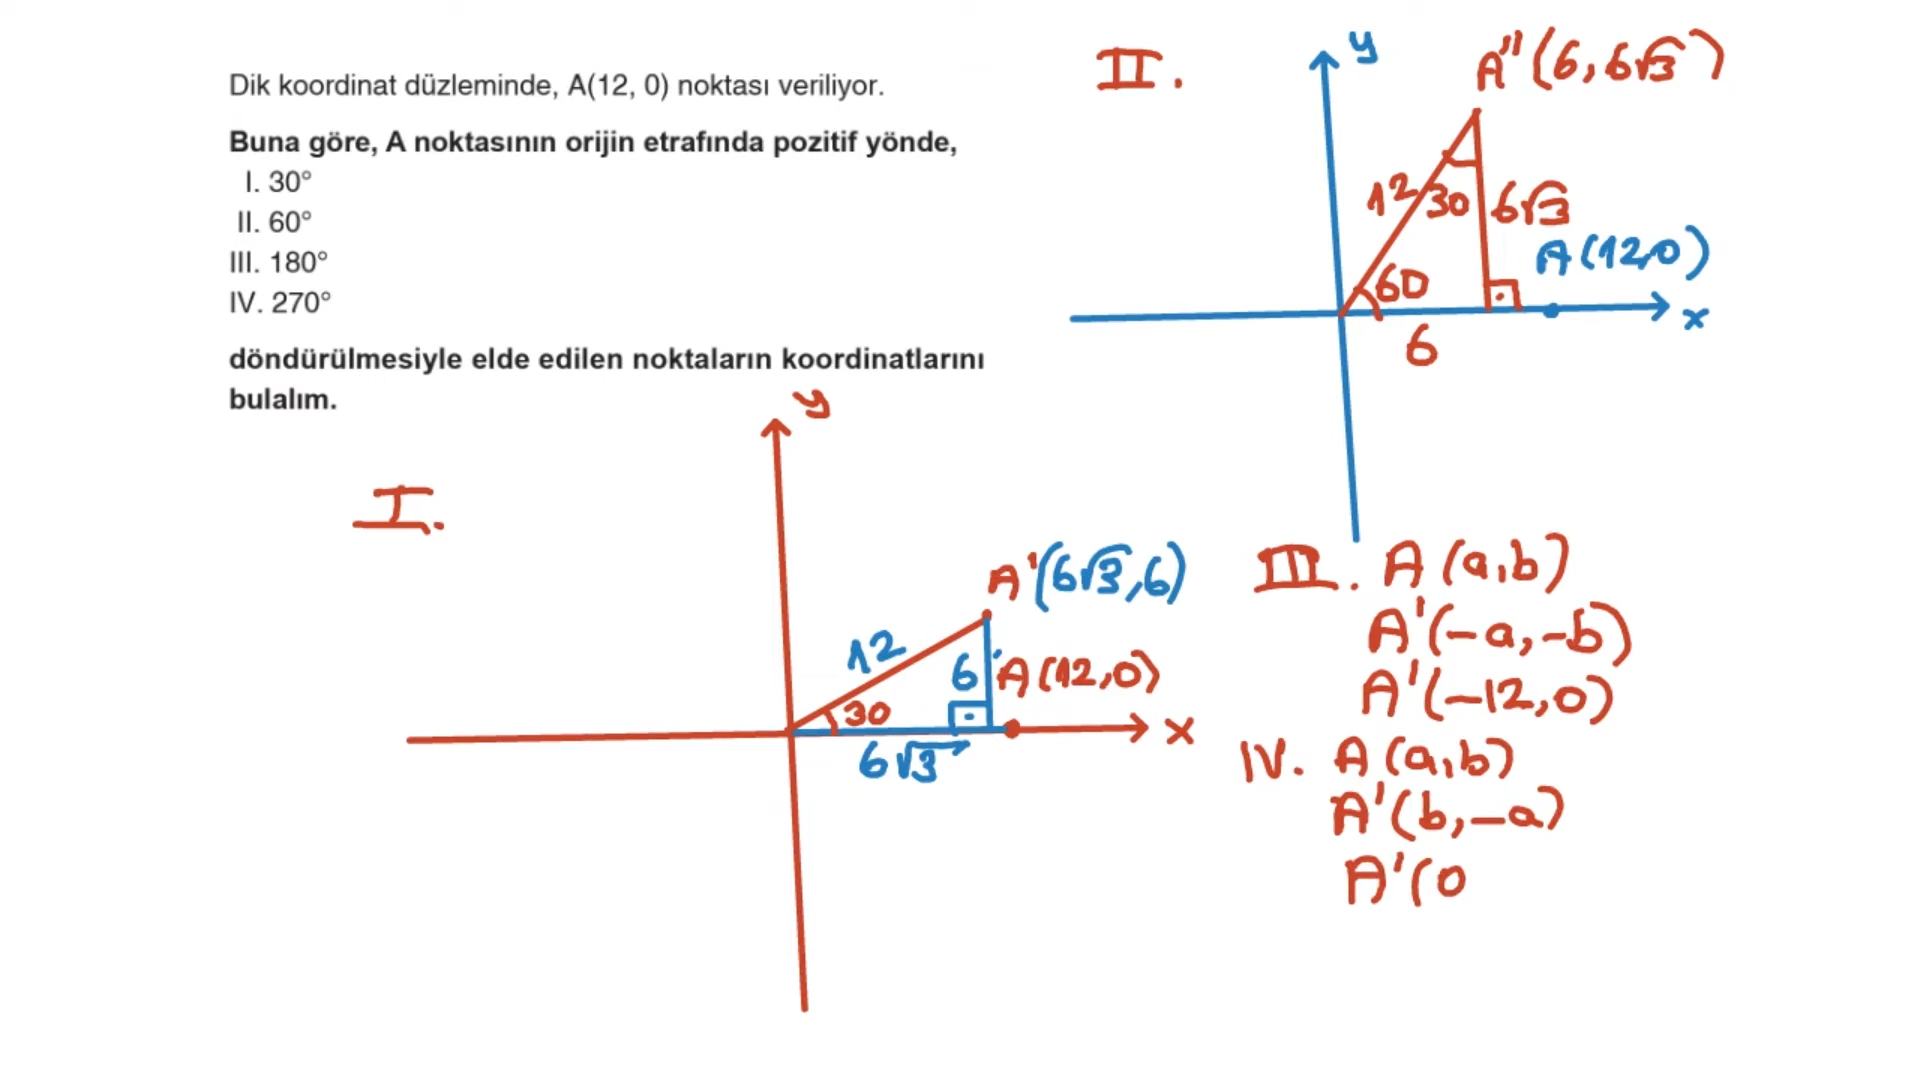 Dik koordinat düzleminde, A(12, 0) noktası veriliyor.
Buna göre, A noktasının orijin etrafında pozitif yönde,
I. 30°
II. 60°
III. 180°
IV. 270°
döndürülmesiyle elde edilen noktaların koordinatlarını
bulalım.
II.
y
A''(6, 6√3)
12
30
6√3
A(12,0)
60
x
6
I.
y
A'(6√3,6)
12
6
A(12,0)
30
x
6√3
III. A(a,b)
A'(-a,-b)
A'(-12,0)
IV. A(a,b)
A'(b,-a)
A'(0